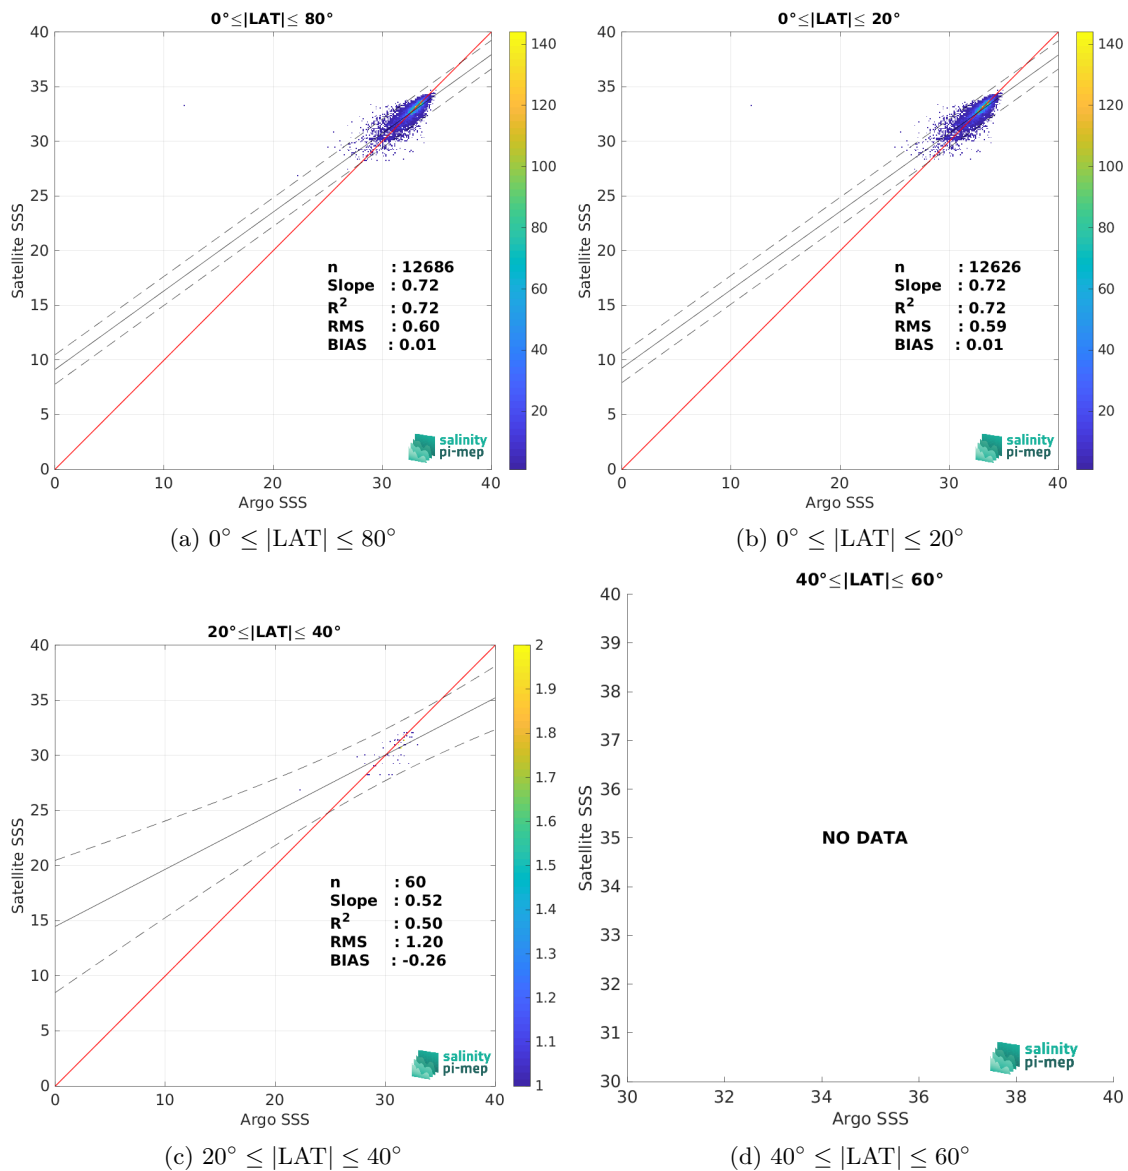 0°≤|LAT|≤ 80°
40
35
30
25
20
15
10
5
0
Satellite SSS
n : 12686
Slope : 0.72
R2 : 0.72
RMS : 0.60
BIAS : 0.01
salinity
pi-mep
0 10 20 30 40
Argo SSS
140
120
100
80
60
40
20
(a) 0° ≤ |LAT| ≤ 80°
0°≤|LAT|≤ 20°
40
35
30
25
20
15
10
5
0
Satellite SSS
n : 12626
Slope : 0.72
R2 : 0.72
RMS : 0.59
BIAS : 0.01
salinity
pi-mep
0 10 20 30 40
Argo SSS
140
120
100
80
60
40
20
(b) 0° ≤ |LAT| ≤ 20°
20°≤|LAT|≤ 40°
40
35
30
25
20
15
10
5
0
Satellite SSS
n : 60
Slope : 0.52
R2 : 0.50
RMS : 1.20
BIAS : -0.26
salinity
pi-mep
0 10 20 30 40
Argo SSS
2
1.9
1.8
1.7
1.6
1.5
1.4
1.3
1.2
1.1
1
(c) 20° ≤ |LAT| ≤ 40°
40°≤|LAT|≤ 60°
40
39
38
37
36
35
34
33
32
31
30
Satellite SSS
NO DATA
salinity
pi-mep
30 32 34 36 38 40
Argo SSS
(d) 40° ≤ |LAT| ≤ 60°